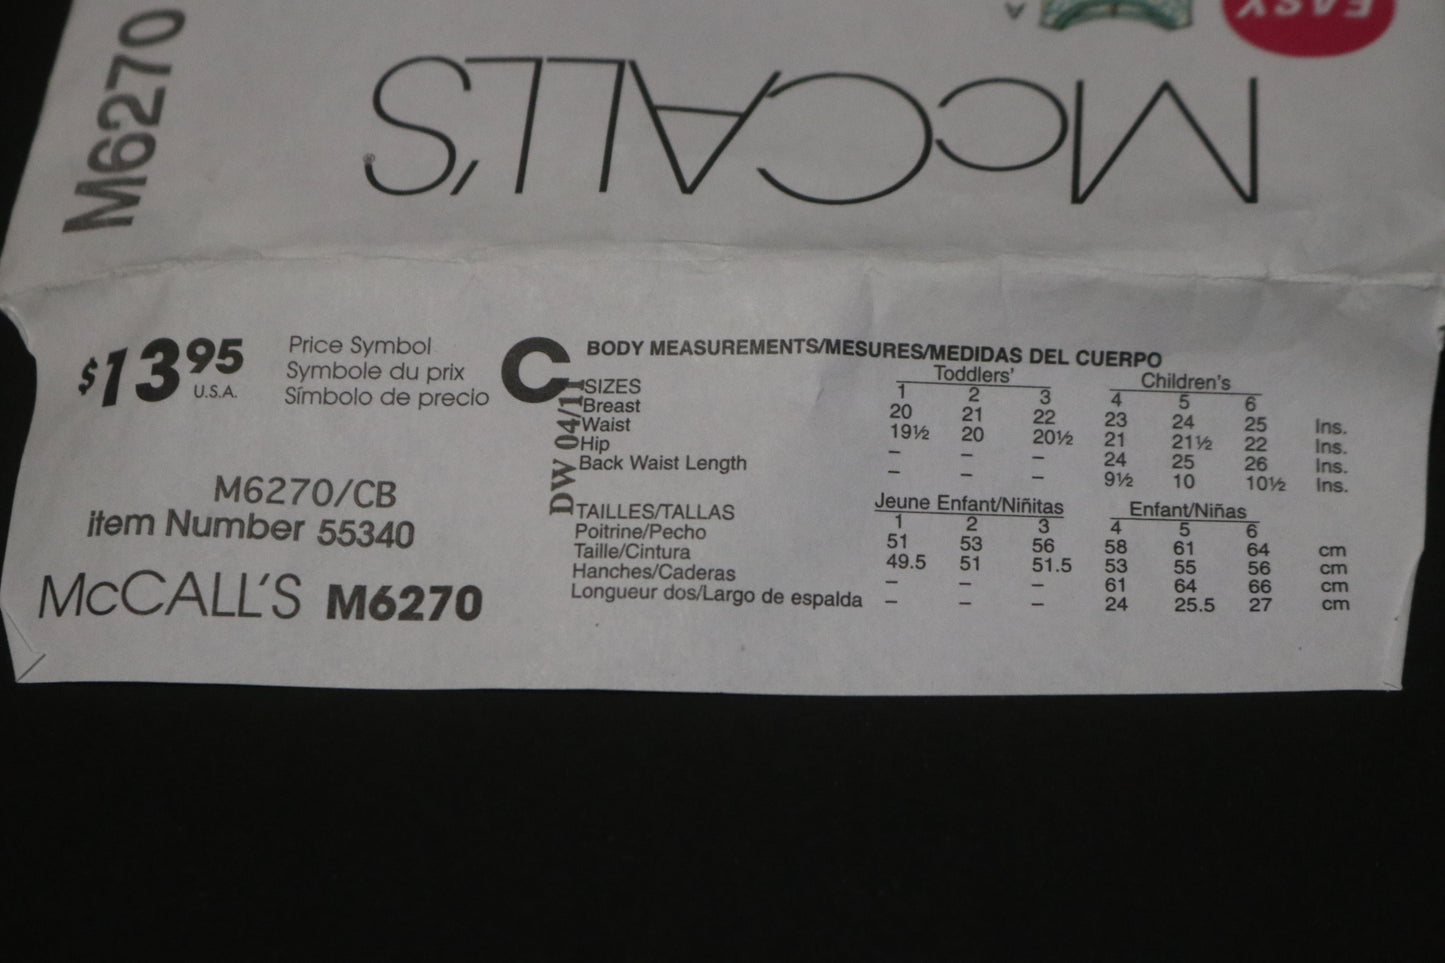 EASY
A
McCALL'S®
M6270
$13.95
U.S.A.
Price Symbol
Symbole du prix
Símbolo de precio
C
M6270/CB
item Number 55340
McCALL'S M6270
DW 04/11
BODY MEASUREMENTS/MESURES/MEDIDAS DEL CUERPO
Toddlers' Children's
SIZES 1 2 3 4 5 6
Breast 20 21 22 23 24 25 Ins.
Waist 19½ 20 20½ 21 21½ 22 Ins.
Hip – – – 24 25 26 Ins.
Back Waist Length – – – 9½ 10 10½ Ins.
Jeune Enfant/Niñitas Enfant/Niñas
TAILLES/TALLAS 1 2 3 4 5 6
Poitrine/Pecho 51 53 56 58 61 64 cm
Taille/Cintura 49.5 51 51.5 53 55 56 cm
Hanches/Caderas – – – 61 64 66 cm
Longueur dos/Largo de espalda – – – 24 25.5 27 cm